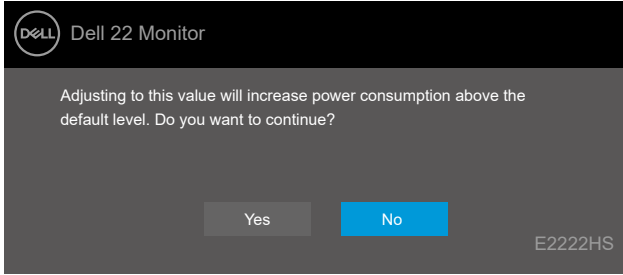 DELL Dell 22 Monitor
Adjusting to this value will increase power consumption above the
default level. Do you want to continue?
Yes No
E2222HS